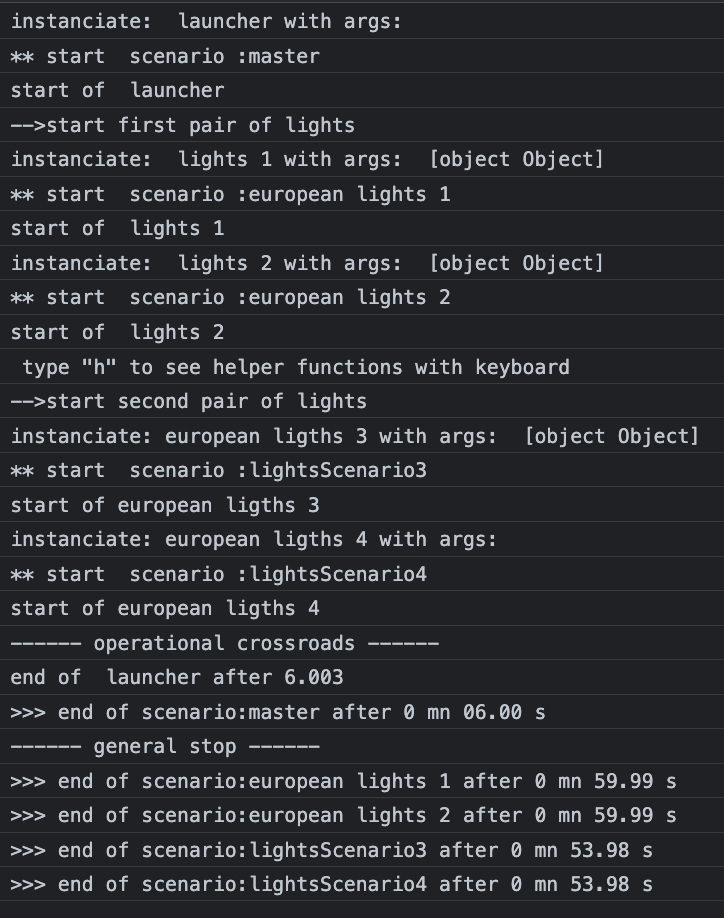 instanciate:  launcher with args:
** start  scenario :master
start of  launcher
-->start first pair of lights
instanciate:  lights 1 with args:  [object Object]
** start  scenario :european lights 1
start of  lights 1
instanciate:  lights 2 with args:  [object Object]
** start  scenario :european lights 2
start of  lights 2
 type "h" to see helper functions with keyboard
-->start second pair of lights
instanciate: european ligths 3 with args:  [object Object]
** start  scenario :lightsScenario3
start of european ligths 3
instanciate: european ligths 4 with args:
** start  scenario :lightsScenario4
start of european ligths 4
------ operational crossroads ------
end of  launcher after 6.003
>>> end of scenario:master after 0 mn 06.00 s
------ general stop ------
>>> end of scenario:european lights 1 after 0 mn 59.99 s
>>> end of scenario:european lights 2 after 0 mn 59.99 s
>>> end of scenario:lightsScenario3 after 0 mn 53.98 s
>>> end of scenario:lightsScenario4 after 0 mn 53.98 s